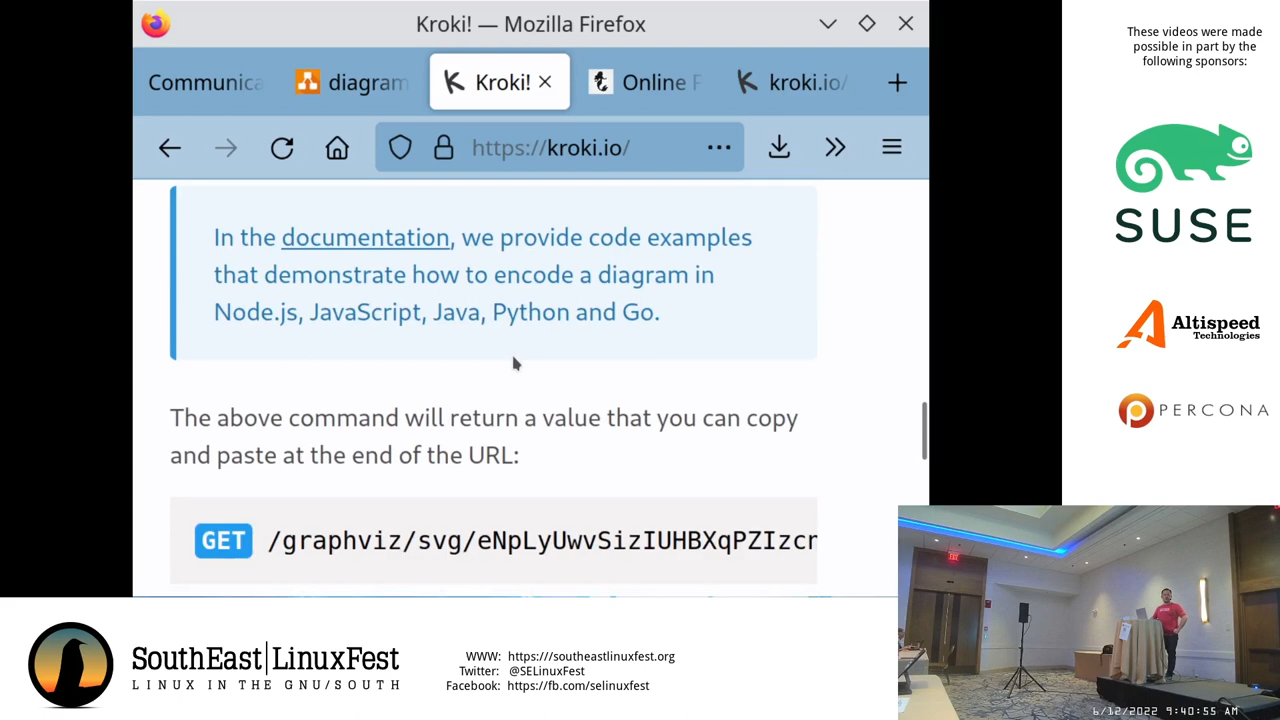 Kroki! — Mozilla Firefox
Communica
diagram
Kroki!
Online F
kroki.io/
https://kroki.io/
In the documentation, we provide code examples
that demonstrate how to encode a diagram in
Node.js, JavaScript, Java, Python and Go.
The above command will return a value that you can copy
and paste at the end of the URL:
GET /graphviz/svg/eNpLyUwvSizIUHBXqPZIzcr
These videos were made
possible in part by the
following sponsors:
SUSE
Altispeed
Technologies
PERCONA
SouthEast LinuxFest
LINUX IN THE GNU/SOUTH
WWW: https://southeastlinuxfest.org
Twitter: @SELinuxFest
Facebook: https://fb.com/selinuxfest
6/12/2022 9:40:55 AM